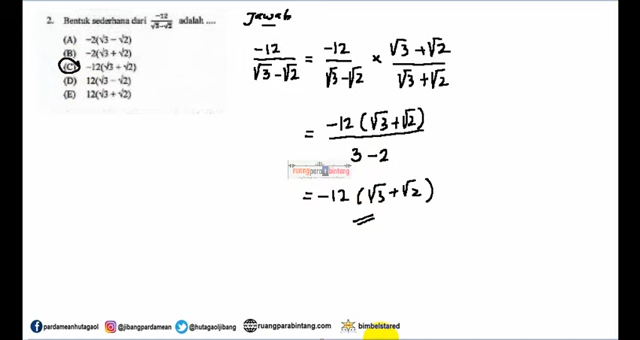 2. Bentuk sederhana dari -12/(√3-√2) adalah ....
(A) -2(√3 - √2)
(B) -2(√3 + √2)
(C) -12(√3 + √2)
(D) 12(√3 - √2)
(E) 12(√3 + √2)
Jawab
-12/(√3-√2) = -12/(√3-√2) × (√3+√2)/(√3+√2)
= -12(√3+√2)/(3-2)
ruangparabintang
= -12(√3+√2)
pardameanhutagaol @jibangpardamean @hutagaoljibang ruangparabintang.com bimbelstared